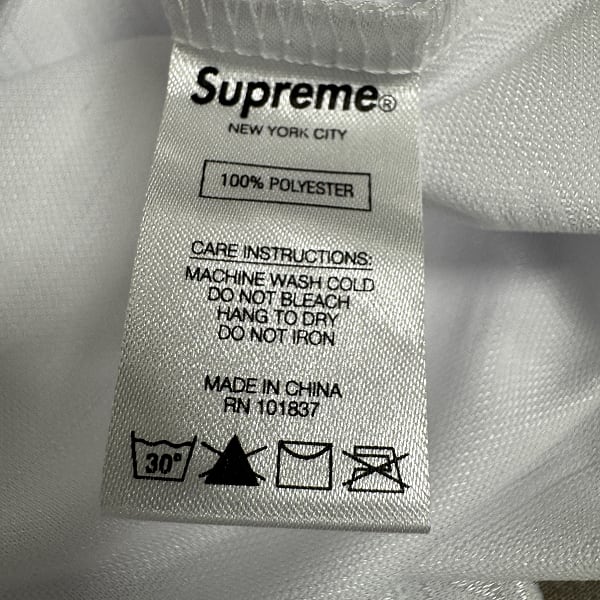 Supreme®
NEW YORK CITY
100% POLYESTER
CARE INSTRUCTIONS:
MACHINE WASH COLD
DO NOT BLEACH
HANG TO DRY
DO NOT IRON
MADE IN CHINA
RN 101837
30°